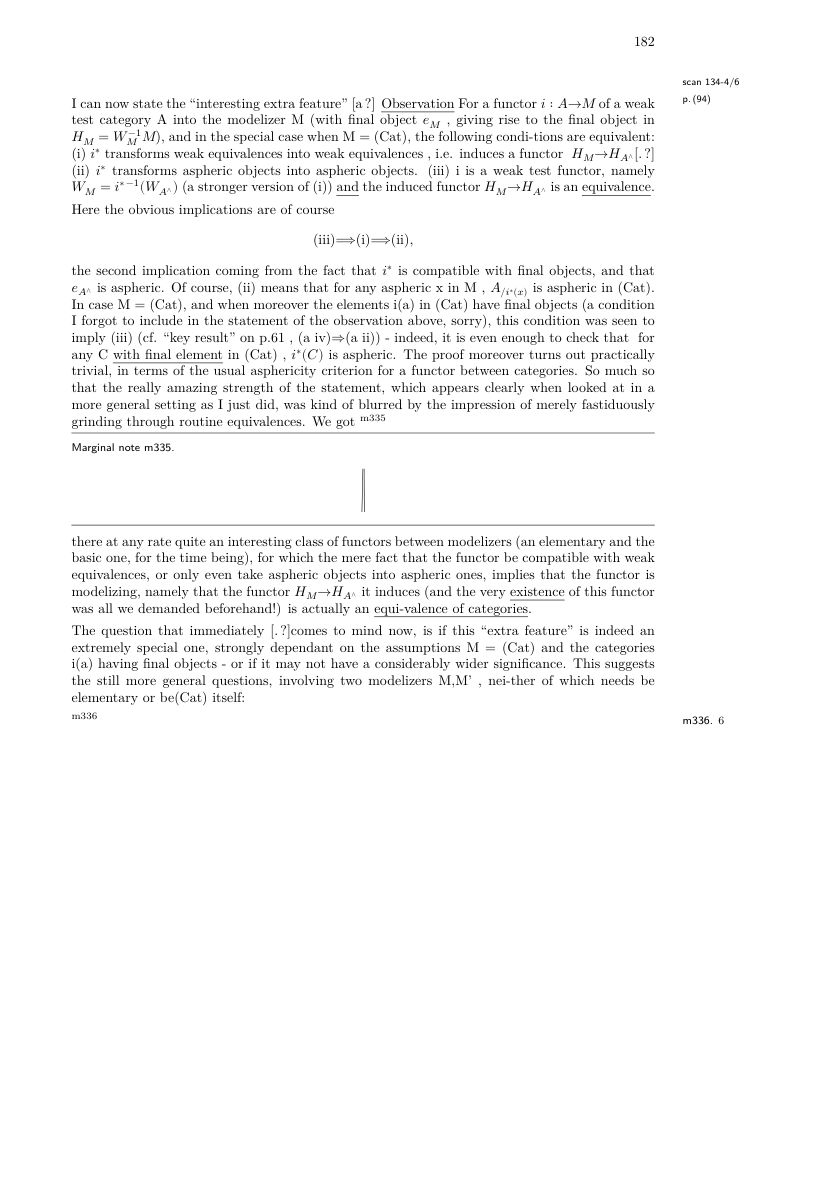 182
scan 134-4/6
p. (94)
I can now state the “interesting extra feature” [a ?] Observation For a functor i : A→M of a weak
test category A into the modelizer M (with final object e_M , giving rise to the final object in
H_M = W_M^{-1}M), and in the special case when M = (Cat), the following condi-tions are equivalent:
(i) i* transforms weak equivalences into weak equivalences , i.e. induces a functor H_M→H_{A^}[. ?]
(ii) i* transforms aspheric objects into aspheric objects. (iii) i is a weak test functor, namely
W_M = i*^{-1}(W_{A^}) (a stronger version of (i)) and the induced functor H_M→H_{A^} is an equivalence.
Here the obvious implications are of course
(iii)⟹(i)⟹(ii),
the second implication coming from the fact that i* is compatible with final objects, and that
e_{A^} is aspheric. Of course, (ii) means that for any aspheric x in M , A_{/i*(x)} is aspheric in (Cat).
In case M = (Cat), and when moreover the elements i(a) in (Cat) have final objects (a condition
I forgot to include in the statement of the observation above, sorry), this condition was seen to
imply (iii) (cf. “key result” on p.61 , (a iv)⇒(a ii)) - indeed, it is even enough to check that for
any C with final element in (Cat) , i*(C) is aspheric. The proof moreover turns out practically
trivial, in terms of the usual asphericity criterion for a functor between categories. So much so
that the really amazing strength of the statement, which appears clearly when looked at in a
more general setting as I just did, was kind of blurred by the impression of merely fastiduously
grinding through routine equivalences. We got m335
Marginal note m335.
there at any rate quite an interesting class of functors between modelizers (an elementary and the
basic one, for the time being), for which the mere fact that the functor be compatible with weak
equivalences, or only even take aspheric objects into aspheric ones, implies that the functor is
modelizing, namely that the functor H_M→H_{A^} it induces (and the very existence of this functor
was all we demanded beforehand!) is actually an equi-valence of categories.
The question that immediately [. ?]comes to mind now, is if this “extra feature” is indeed an
extremely special one, strongly dependant on the assumptions M = (Cat) and the categories
i(a) having final objects - or if it may not have a considerably wider significance. This suggests
the still more general questions, involving two modelizers M,M’ , nei-ther of which needs be
elementary or be(Cat) itself:
m336
m336. 6